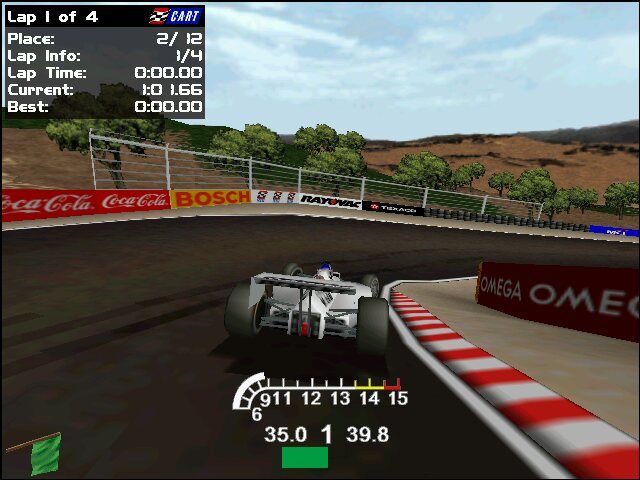 Lap 1 of 4 CART
Place: 2/ 12
Lap Info: 1/4
Lap Time: 0:00.00
Current: 1:0 1.66
Best: 0:00.00
Coca-Cola Coca-Cola BOSCH RAYOVAC TEXACO
OMEGA OMEG
6 9 11 12 13 14 15
35.0 1 39.8